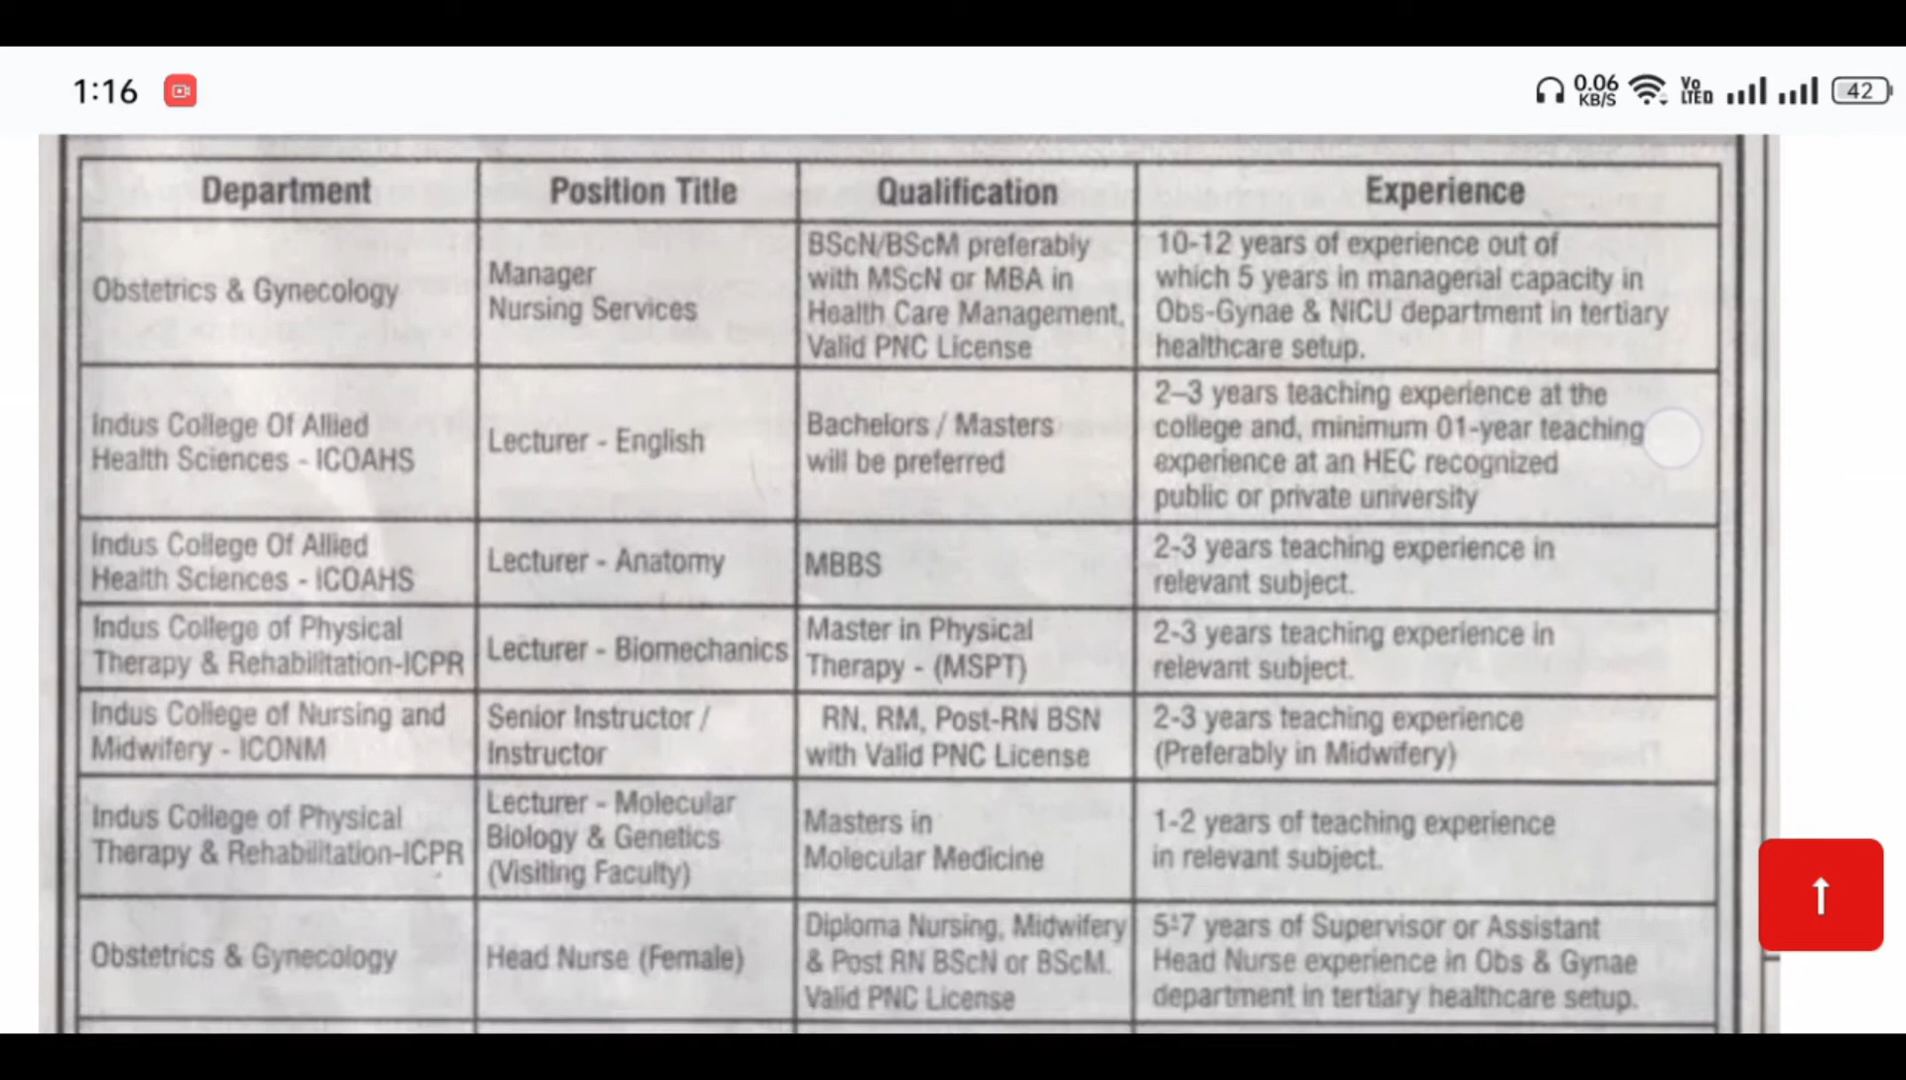 1:16
0.06
KB/S
Vo
LTED
42
Department
Position Title
Qualification
Experience
Obstetrics & Gynecology
Manager
Nursing Services
BScN/BScM preferably
with MScN or MBA in
Health Care Management,
Valid PNC License
10-12 years of experience out of
which 5 years in managerial capacity in
Obs-Gynae & NICU department in tertiary
healthcare setup.
Indus College Of Allied
Health Sciences - ICOAHS
Lecturer - English
Bachelors / Masters
will be preferred
2–3 years teaching experience at the
college and, minimum 01-year teaching
experience at an HEC recognized
public or private university
Indus College Of Allied
Health Sciences - ICOAHS
Lecturer - Anatomy
MBBS
2-3 years teaching experience in
relevant subject.
Indus College of Physical
Therapy & Rehabilitation-ICPR
Lecturer - Biomechanics
Master in Physical
Therapy - (MSPT)
2-3 years teaching experience in
relevant subject.
Indus College of Nursing and
Midwifery - ICONM
Senior Instructor /
Instructor
RN, RM, Post-RN BSN
with Valid PNC License
2-3 years teaching experience
(Preferably in Midwifery)
Indus College of Physical
Therapy & Rehabilitation-ICPR
Lecturer - Molecular
Biology & Genetics
(Visiting Faculty)
Masters in
Molecular Medicine
1-2 years of teaching experience
in relevant subject.
Obstetrics & Gynecology
Head Nurse (Female)
Diploma Nursing, Midwifery
& Post RN BScN or BScM.
Valid PNC License
5-7 years of Supervisor or Assistant
Head Nurse experience in Obs & Gynae
department in tertiary healthcare setup.